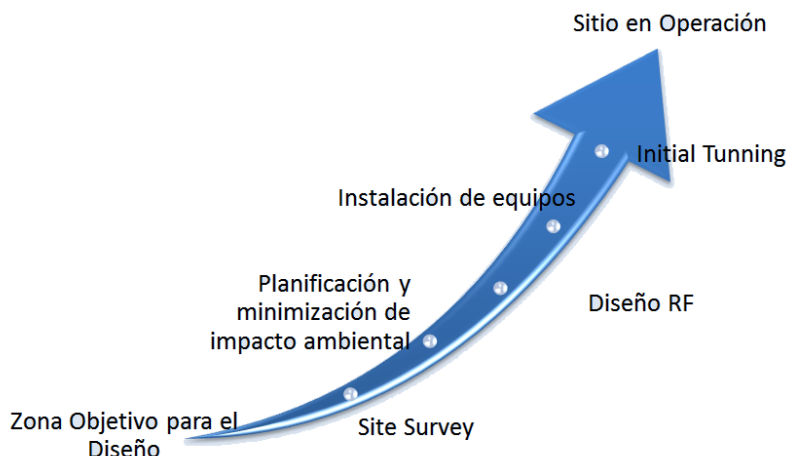 Sitio en Operación
Initial Tunning
Instalación de equipos
Planificación y
minimización de
impacto ambiental
Diseño RF
Zona Objetivo para el
Diseño
Site Survey